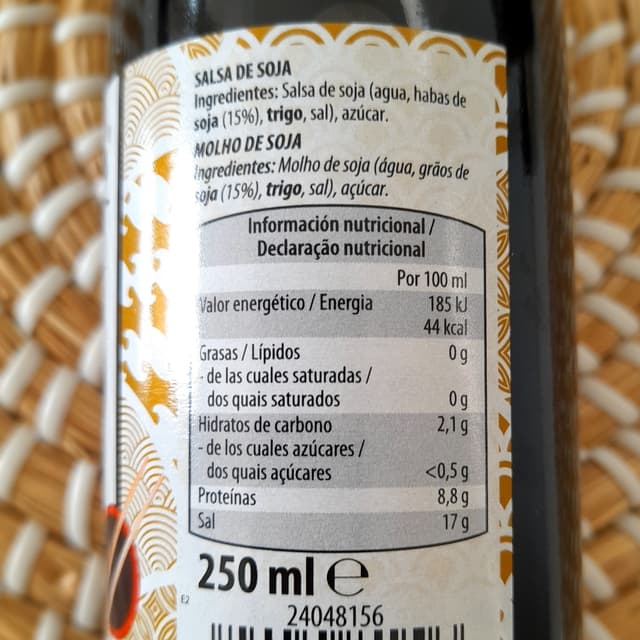 SALSA DE SOJA
Ingredientes: Salsa de soja (agua, habas de
soja (15%), trigo, sal), azúcar.
MOLHO DE SOJA
Ingredientes: Molho de soja (água, grãos de
soja (15%), trigo, sal), açúcar.
Información nutricional /
Declaração nutricional
Por 100 ml
Valor energético / Energia 185 kJ
44 kcal
Grasas / Lípidos 0 g
- de las cuales saturadas /
dos quais saturados 0 g
Hidratos de carbono 2,1 g
- de los cuales azúcares /
dos quais açúcares <0,5 g
Proteínas 8,8 g
Sal 17 g
250 ml ℮
E2
24048156